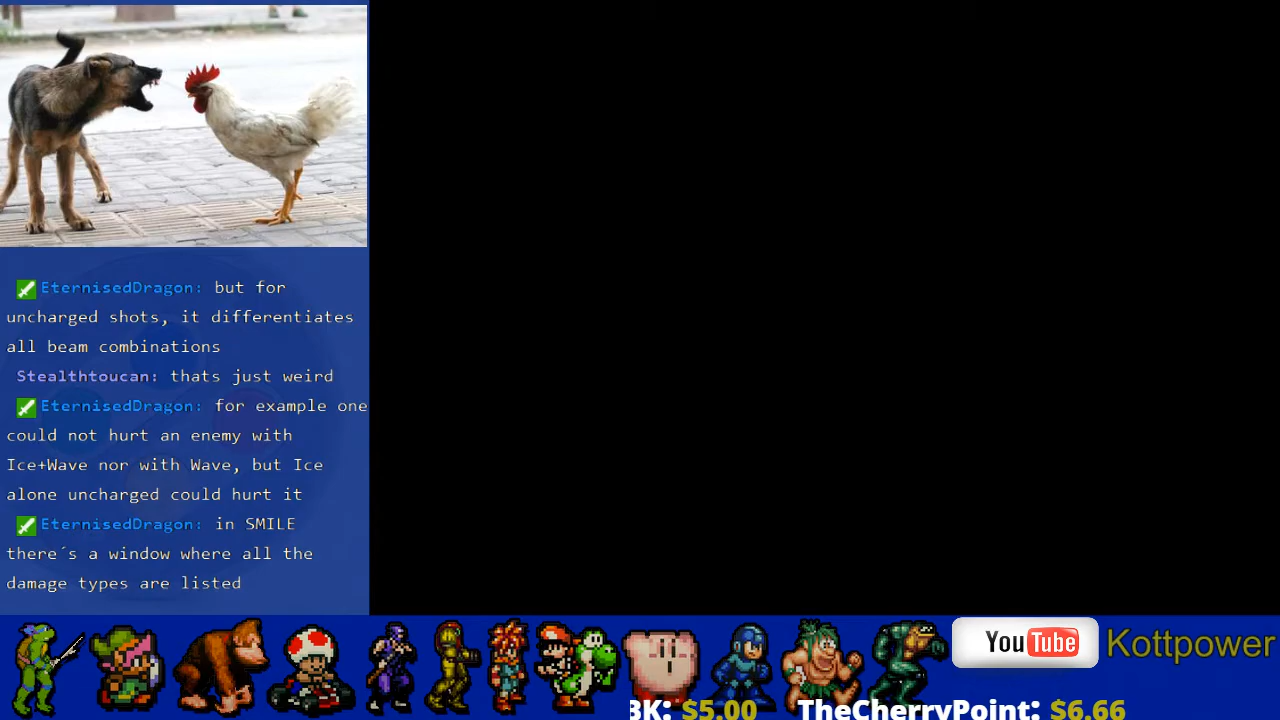 EternisedDragon: but for
uncharged shots, it differentiates
all beam combinations
Stealthtoucan: thats just weird
EternisedDragon: for example one
could not hurt an enemy with
Ice+Wave nor with Wave, but Ice
alone uncharged could hurt it
EternisedDragon: in SMILE
there´s a window where all the
damage types are listed
YouTube Kottpower
BK: $5.00 TheCherryPoint: $6.66